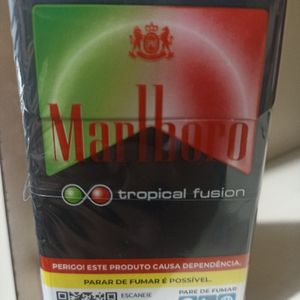 Marlboro
tropical fusion
PERIGO! ESTE PRODUTO CAUSA DEPENDÊNCIA.
PARAR DE FUMAR É POSSÍVEL.
ESCANEIE
PARE DE FUMAR